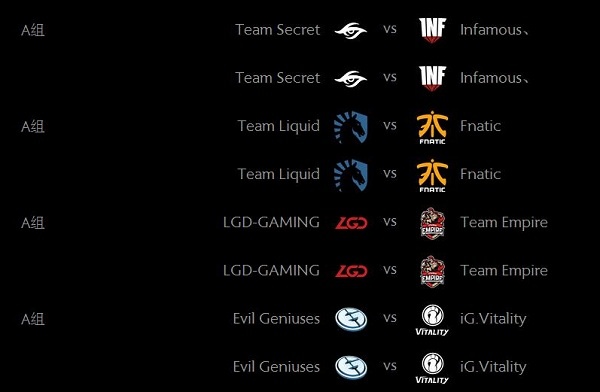 A组 Team Secret vs INF Infamous、
Team Secret vs INF Infamous、
A组 Team Liquid vs FNATIC Fnatic
Team Liquid vs FNATIC Fnatic
A组 LGD-GAMING LGD vs EMPIRE Team Empire
LGD-GAMING LGD vs EMPIRE Team Empire
A组 Evil Geniuses vs VITALITY iG.Vitality
Evil Geniuses vs VITALITY iG.Vitality